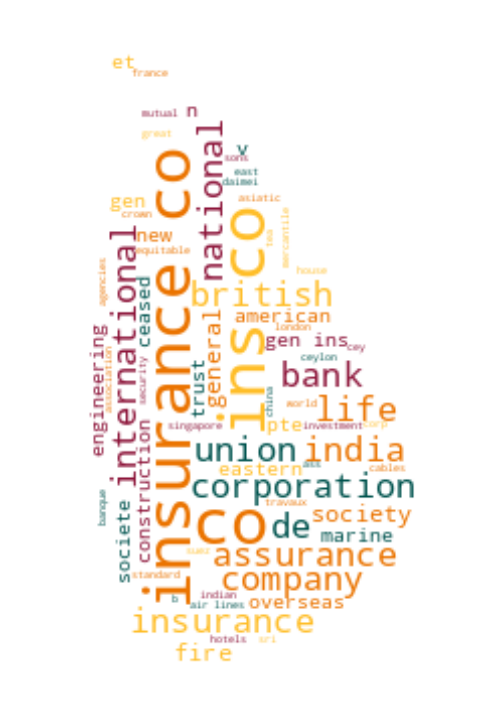 et
france
mutual
n
great
v
sons
east
daimei
national
insurance co
ins co
gen
crown
asiatic
new
equitable
tea
mercantile
house
agencies
international
ceased
british
american
london
general
gen ins
cey
ceylon
engineering
association
security
trust
bank
china
world
life
singapore
pte
investment
corp
construction
union
india
eastern
ass
cables
banque
corporation
travaux
societe
co
de
society
marine
suez
assurance
standard
company
b
indian
air lines
overseas
insurance
hotels
sri
fire